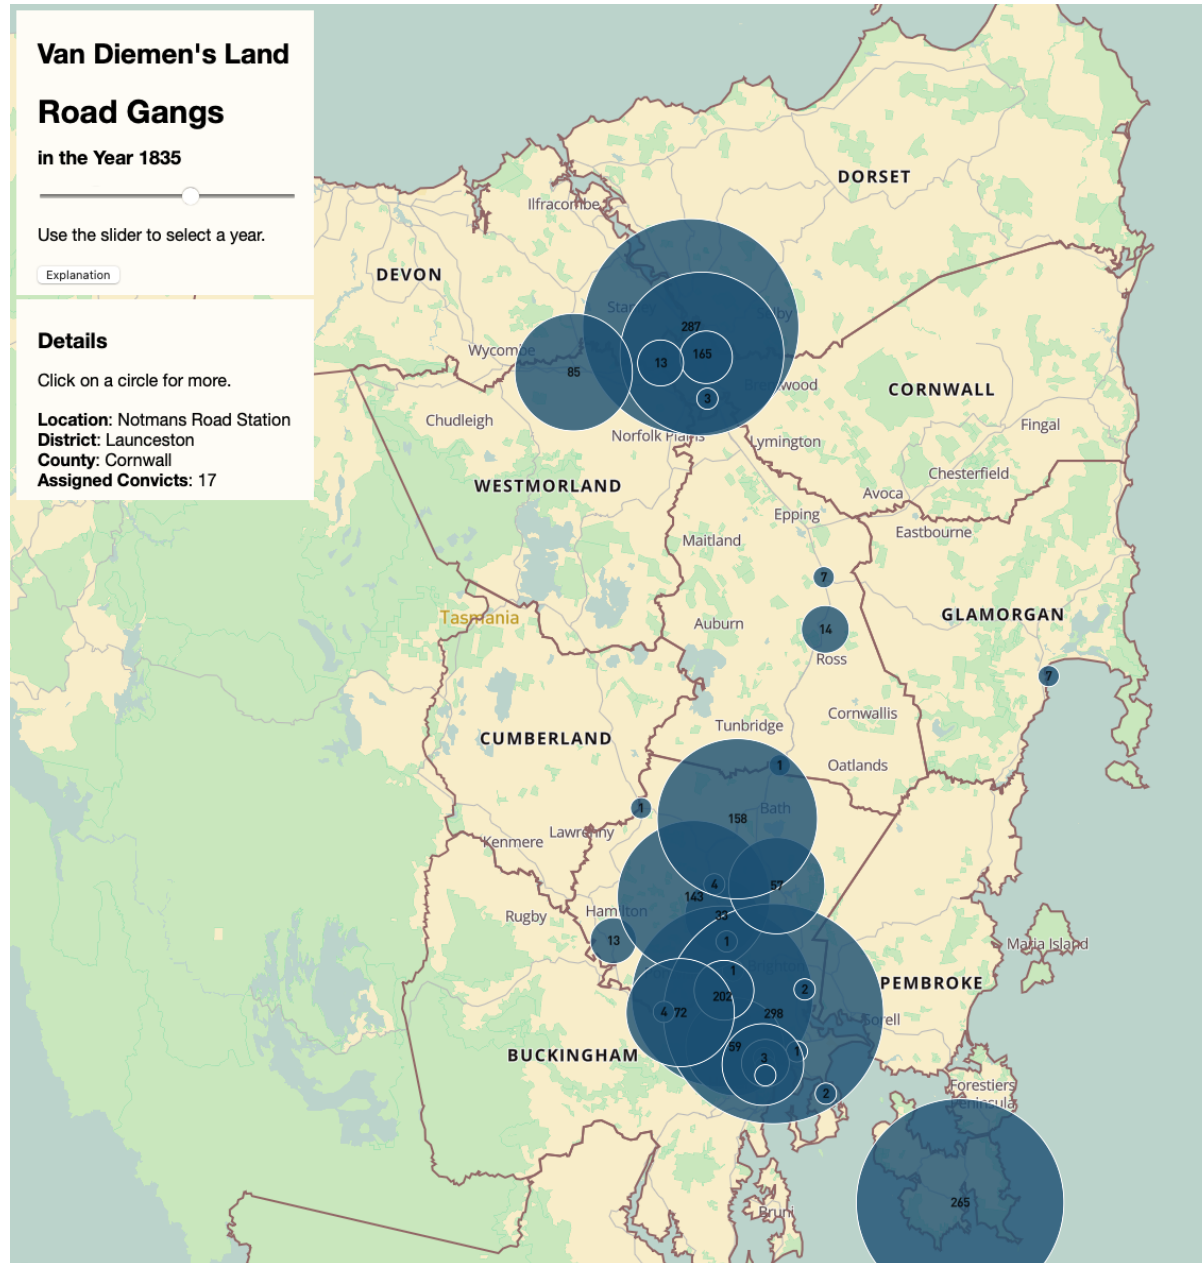 Van Diemen's Land
Road Gangs
in the Year 1835
Use the slider to select a year.
Explanation
Details
Click on a circle for more.
Location: Notmans Road Station
District: Launceston
County: Cornwall
Assigned Convicts: 17
DORSET
Ilfracombe
DEVON
287
165
13
85
3
Wycombe
CORNWALL
Chudleigh
Norfolk Plains
Lymington
Fingal
Chesterfield
WESTMORLAND
Avoca
Epping
Eastbourne
Maitland
7
Tasmania
Auburn
14
GLAMORGAN
Ross
7
Cornwallis
Tunbridge
CUMBERLAND
Oatlands
1
1
Bath
158
Lawrenny
Kenmere
4
57
143
Hamilton
33
Rugby
13
1
Maria Island
1
Brighton
PEMBROKE
2
202
4
72
298
Sorell
59
1
BUCKINGHAM
3
Forestiers
Peninsula
2
265
Bruni